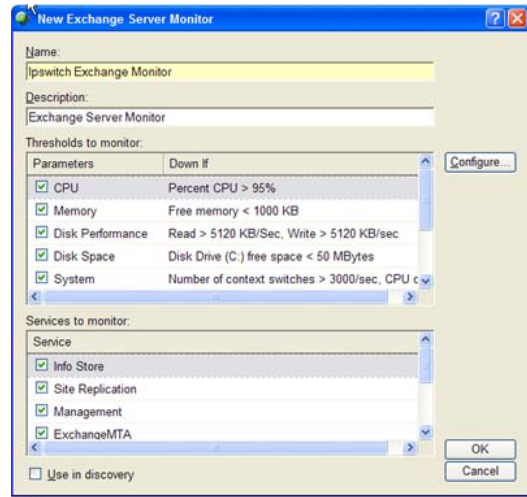 New Exchange Server Monitor
Name:
Ipswitch Exchange Monitor
Description:
Exchange Server Monitor
Thresholds to monitor:
Parameters Down If
Configure...
CPU Percent CPU > 95%
Memory Free memory < 1000 KB
Disk Performance Read > 5120 KB/Sec, Write > 5120 KB/sec
Disk Space Disk Drive (C:) free space < 50 MBytes
System Number of context switches > 3000/sec, CPU
Services to monitor:
Service
Info Store
Site Replication
Management
ExchangeMTA
OK
Use in discovery
Cancel